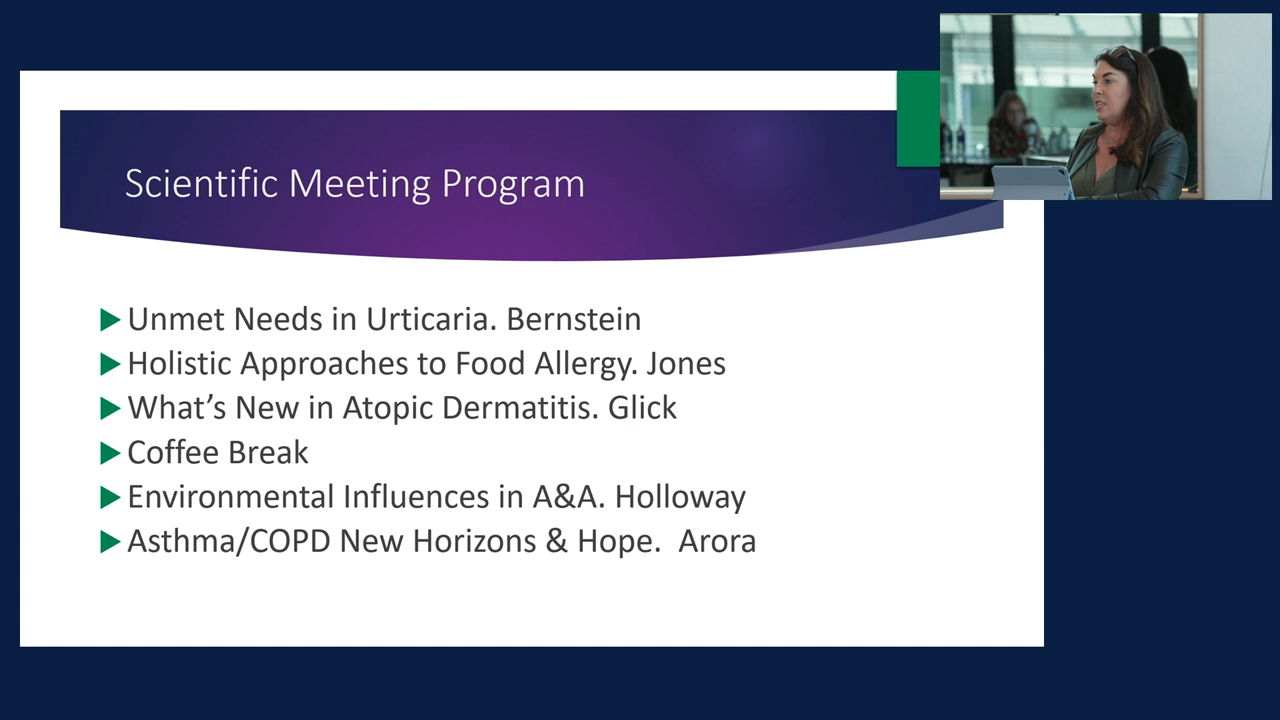 Scientific Meeting Program
Unmet Needs in Urticaria. Bernstein
Holistic Approaches to Food Allergy. Jones
What’s New in Atopic Dermatitis. Glick
Coffee Break
Environmental Influences in A&A. Holloway
Asthma/COPD New Horizons & Hope.  Arora